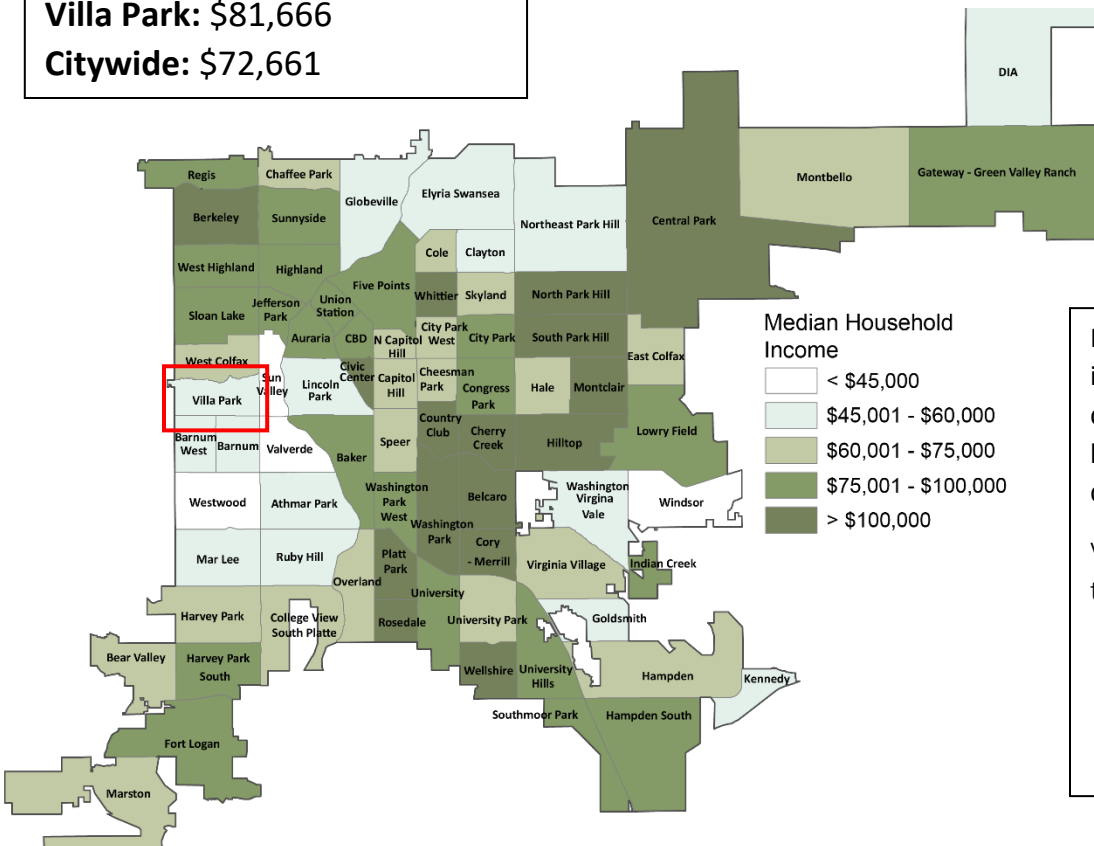 Villa Park: $81,666
Citywide: $72,661
DIA
Regis
Chaffee Park
Montbello
Gateway - Green Valley Ranch
Globeville
Elyria Swansea
Berkeley
Sunnyside
Northeast Park Hill
Central Park
Cole
Clayton
West Highland
Highland
Five Points
Whittier
Skyland
North Park Hill
Jefferson
Park
Union
Station
Sloan Lake
Auraria
CBD
N Capitol
Hill
City Park
West
City Park
South Park Hill
East Colfax
West Colfax
Sun
Valley
Lincoln
Park
Civic
Center
Capitol
Hill
Cheesman
Park
Congress
Park
Hale
Montclair
Villa Park
Country
Club
Cherry
Creek
Hilltop
Lowry Field
Barnum
West
Barnum
Valverde
Baker
Speer
Westwood
Athmar Park
Washington
Park
West
Belcaro
Washington
Virgina
Vale
Windsor
Washington
Park
Cory
- Merrill
Mar Lee
Ruby Hill
Platt
Park
Virginia Village
Indian Creek
Overland
University
Harvey Park
College View
South Platte
Rosedale
University Park
Goldsmith
Bear Valley
Harvey Park
South
Wellshire
University
Hills
Hampden
Kennedy
Southmoor Park
Hampden South
Fort Logan
Marston
Median Household
Income
< $45,000
$45,001 - $60,000
$60,001 - $75,000
$75,001 - $100,000
> $100,000